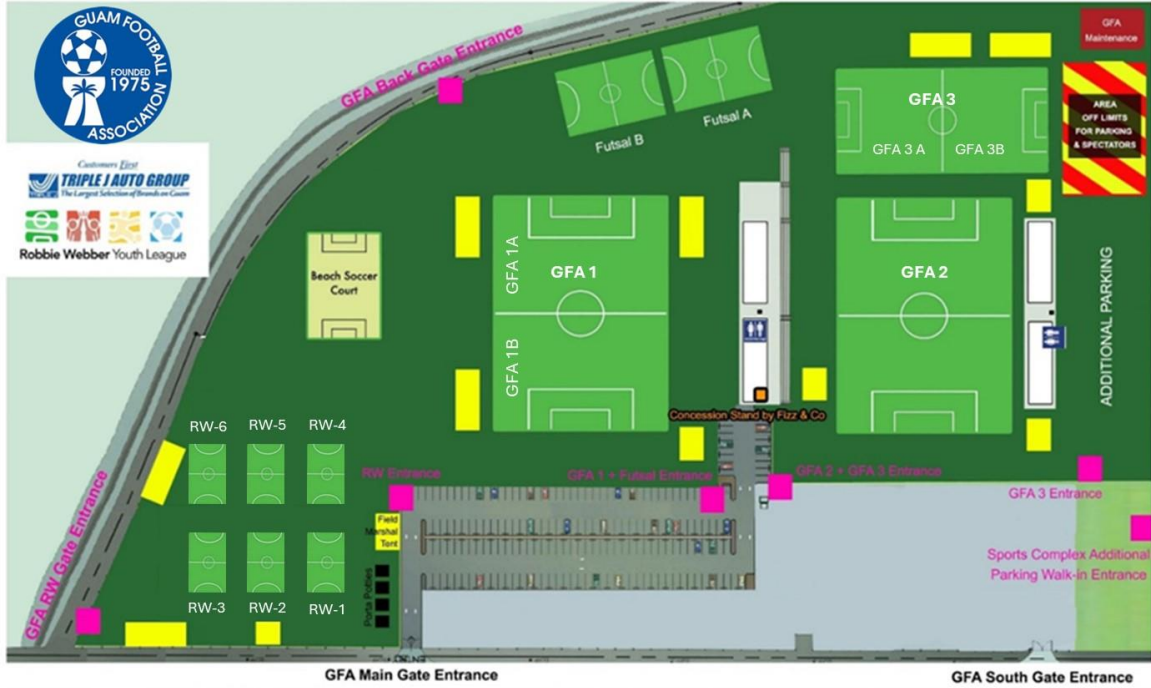 GUAM FOOTBALL
FOUNDED
1975
ASSOCIATION
Customers First
TRIPLE J AUTO GROUP
The Largest Selection of Brands on Guam
Robbie Webber Youth League
GFA Back Gate Entrance
Futsal B
Futsal A
GFA
Maintenance
GFA 3
GFA 3 A
GFA 3B
AREA
OFF LIMITS
FOR PARKING
& SPECTATORS
Beach Soccer
Court
GFA 1A
GFA 1
GFA 1B
GFA 2
ADDITIONAL PARKING
Concession Stand by Fizz & Co
RW-6
RW-5
RW-4
RW Entrance
GFA 1 + Futsal Entrance
GFA 2 + GFA 3 Entrance
GFA 3 Entrance
Field
Marshal
Tent
Sports Complex Additional
Parking Walk-in Entrance
GFA RW Gate Entrance
Porta Potties
RW-3
RW-2
RW-1
GFA Main Gate Entrance
GFA South Gate Entrance